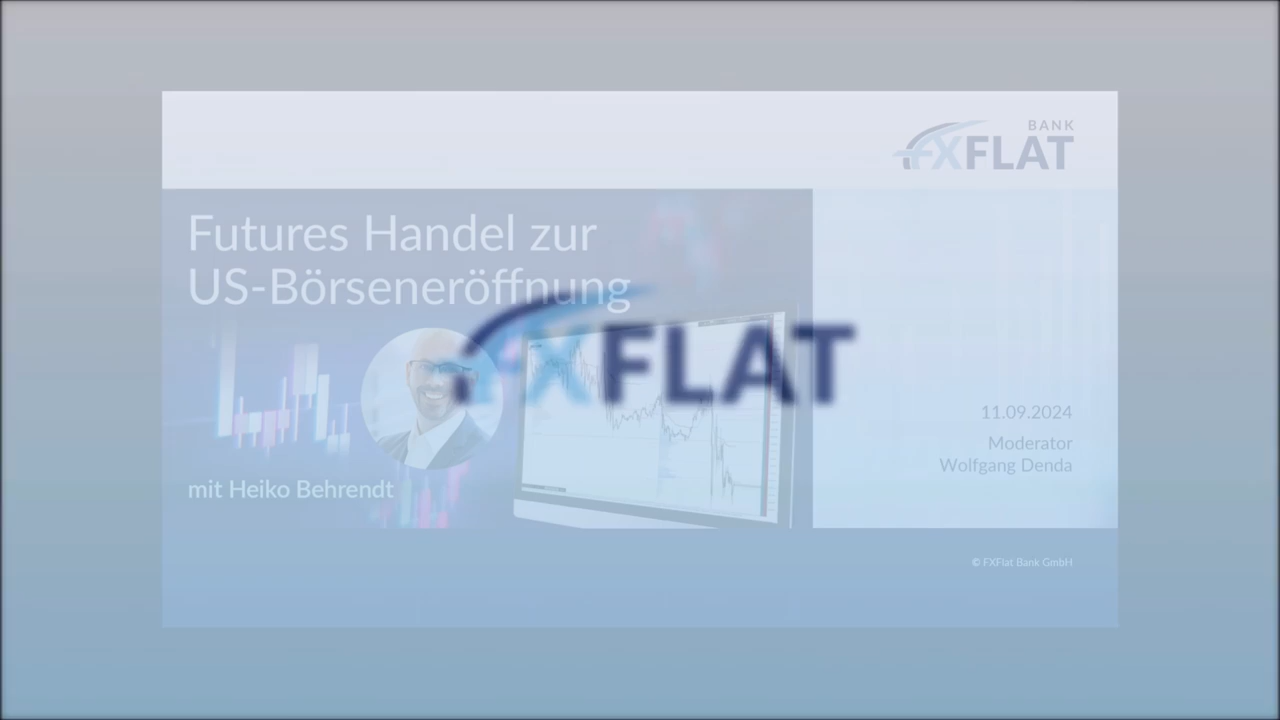 BANK
FXFLAT
Futures Handel zur
US-Börseneröffnung
FXFLAT
11.09.2024
Moderator
Wolfgang Denda
mit Heiko Behrendt
© FXFlat Bank GmbH